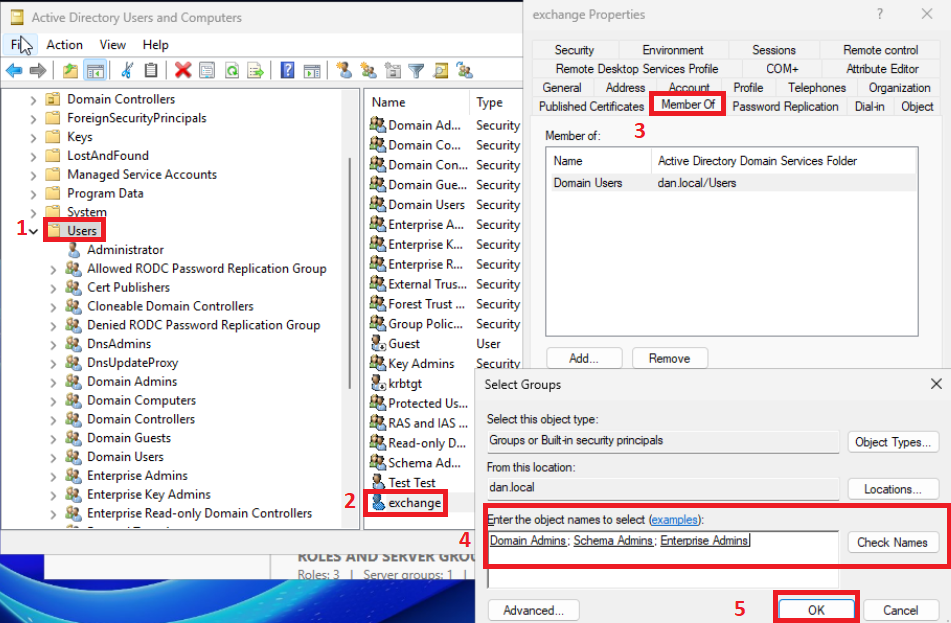 Active Directory Users and Computers
File Action View Help
Domain Controllers
ForeignSecurityPrincipals
Keys
LostAndFound
Managed Service Accounts
Program Data
System
1
Users
Administrator
Allowed RODC Password Replication Group
Cert Publishers
Cloneable Domain Controllers
Denied RODC Password Replication Group
DnsAdmins
DnsUpdateProxy
Domain Admins
Domain Computers
Domain Controllers
Domain Guests
Domain Users
Enterprise Admins
Enterprise Key Admins
Enterprise Read-only Domain Controllers
Name Type
Domain Ad... Security
Domain Co... Security
Domain Con... Security
Domain Gue... Security
Domain Users Security
Enterprise A... Security
Enterprise K... Security
Enterprise R... Security
External Trus... Security
Forest Trust ... Security
Group Polic... Security
Guest User
Key Admins Security
krbtgt
Protected Us...
RAS and IAS ...
Read-only D...
Schema Ad...
Test Test
2 exchange
ROLES AND SERVER GROU
Roles: 3 | Server groups: 1 |
exchange Properties ?
Security Environment Sessions Remote control
Remote Desktop Services Profile COM+ Attribute Editor
General Address Account Profile Telephones Organization
Published Certificates Member Of Password Replication Dial-in Object
3
Member of:
Name Active Directory Domain Services Folder
Domain Users dan.local/Users
Add... Remove
Select Groups
Select this object type:
Groups or Built-in security principals Object Types...
From this location:
dan.local Locations...
4
Enter the object names to select (examples):
Domain Admins; Schema Admins; Enterprise Admins Check Names
Advanced... 5 OK Cancel